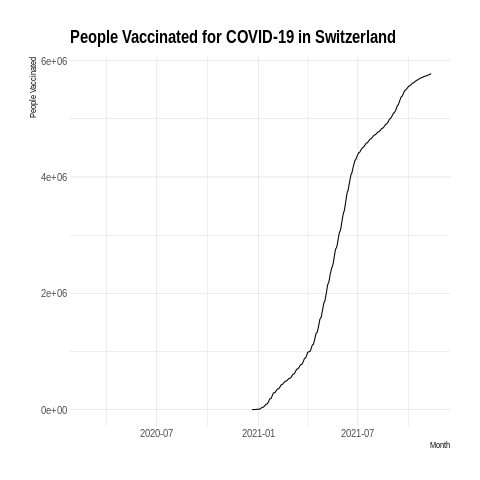 People Vaccinated for COVID-19 in Switzerland
People Vaccinated
6e+06
4e+06
2e+06
0e+00
2020-07 2021-01 2021-07
Month